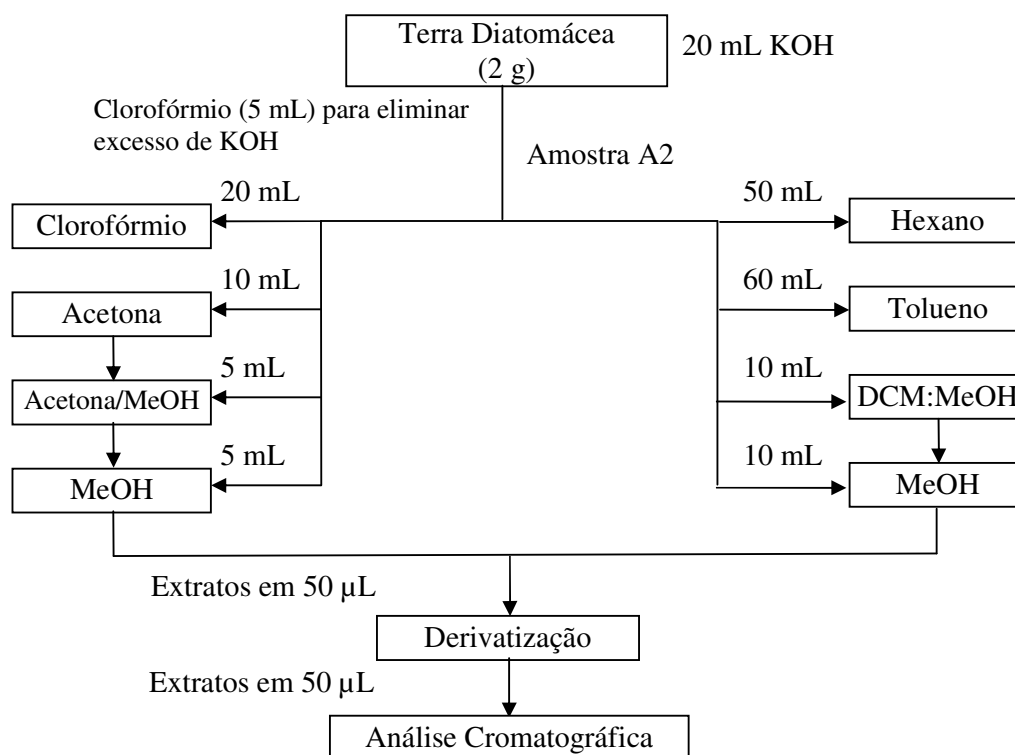 Terra Diatomácea
(2 g)
20 mL KOH
Clorofórmio (5 mL) para eliminar
excesso de KOH
Amostra A2
20 mL
Clorofórmio
10 mL
Acetona
5 mL
Acetona/MeOH
5 mL
MeOH
50 mL
Hexano
60 mL
Tolueno
10 mL
DCM:MeOH
10 mL
MeOH
Extratos em 50 µL
Derivatização
Extratos em 50 µL
Análise Cromatográfica